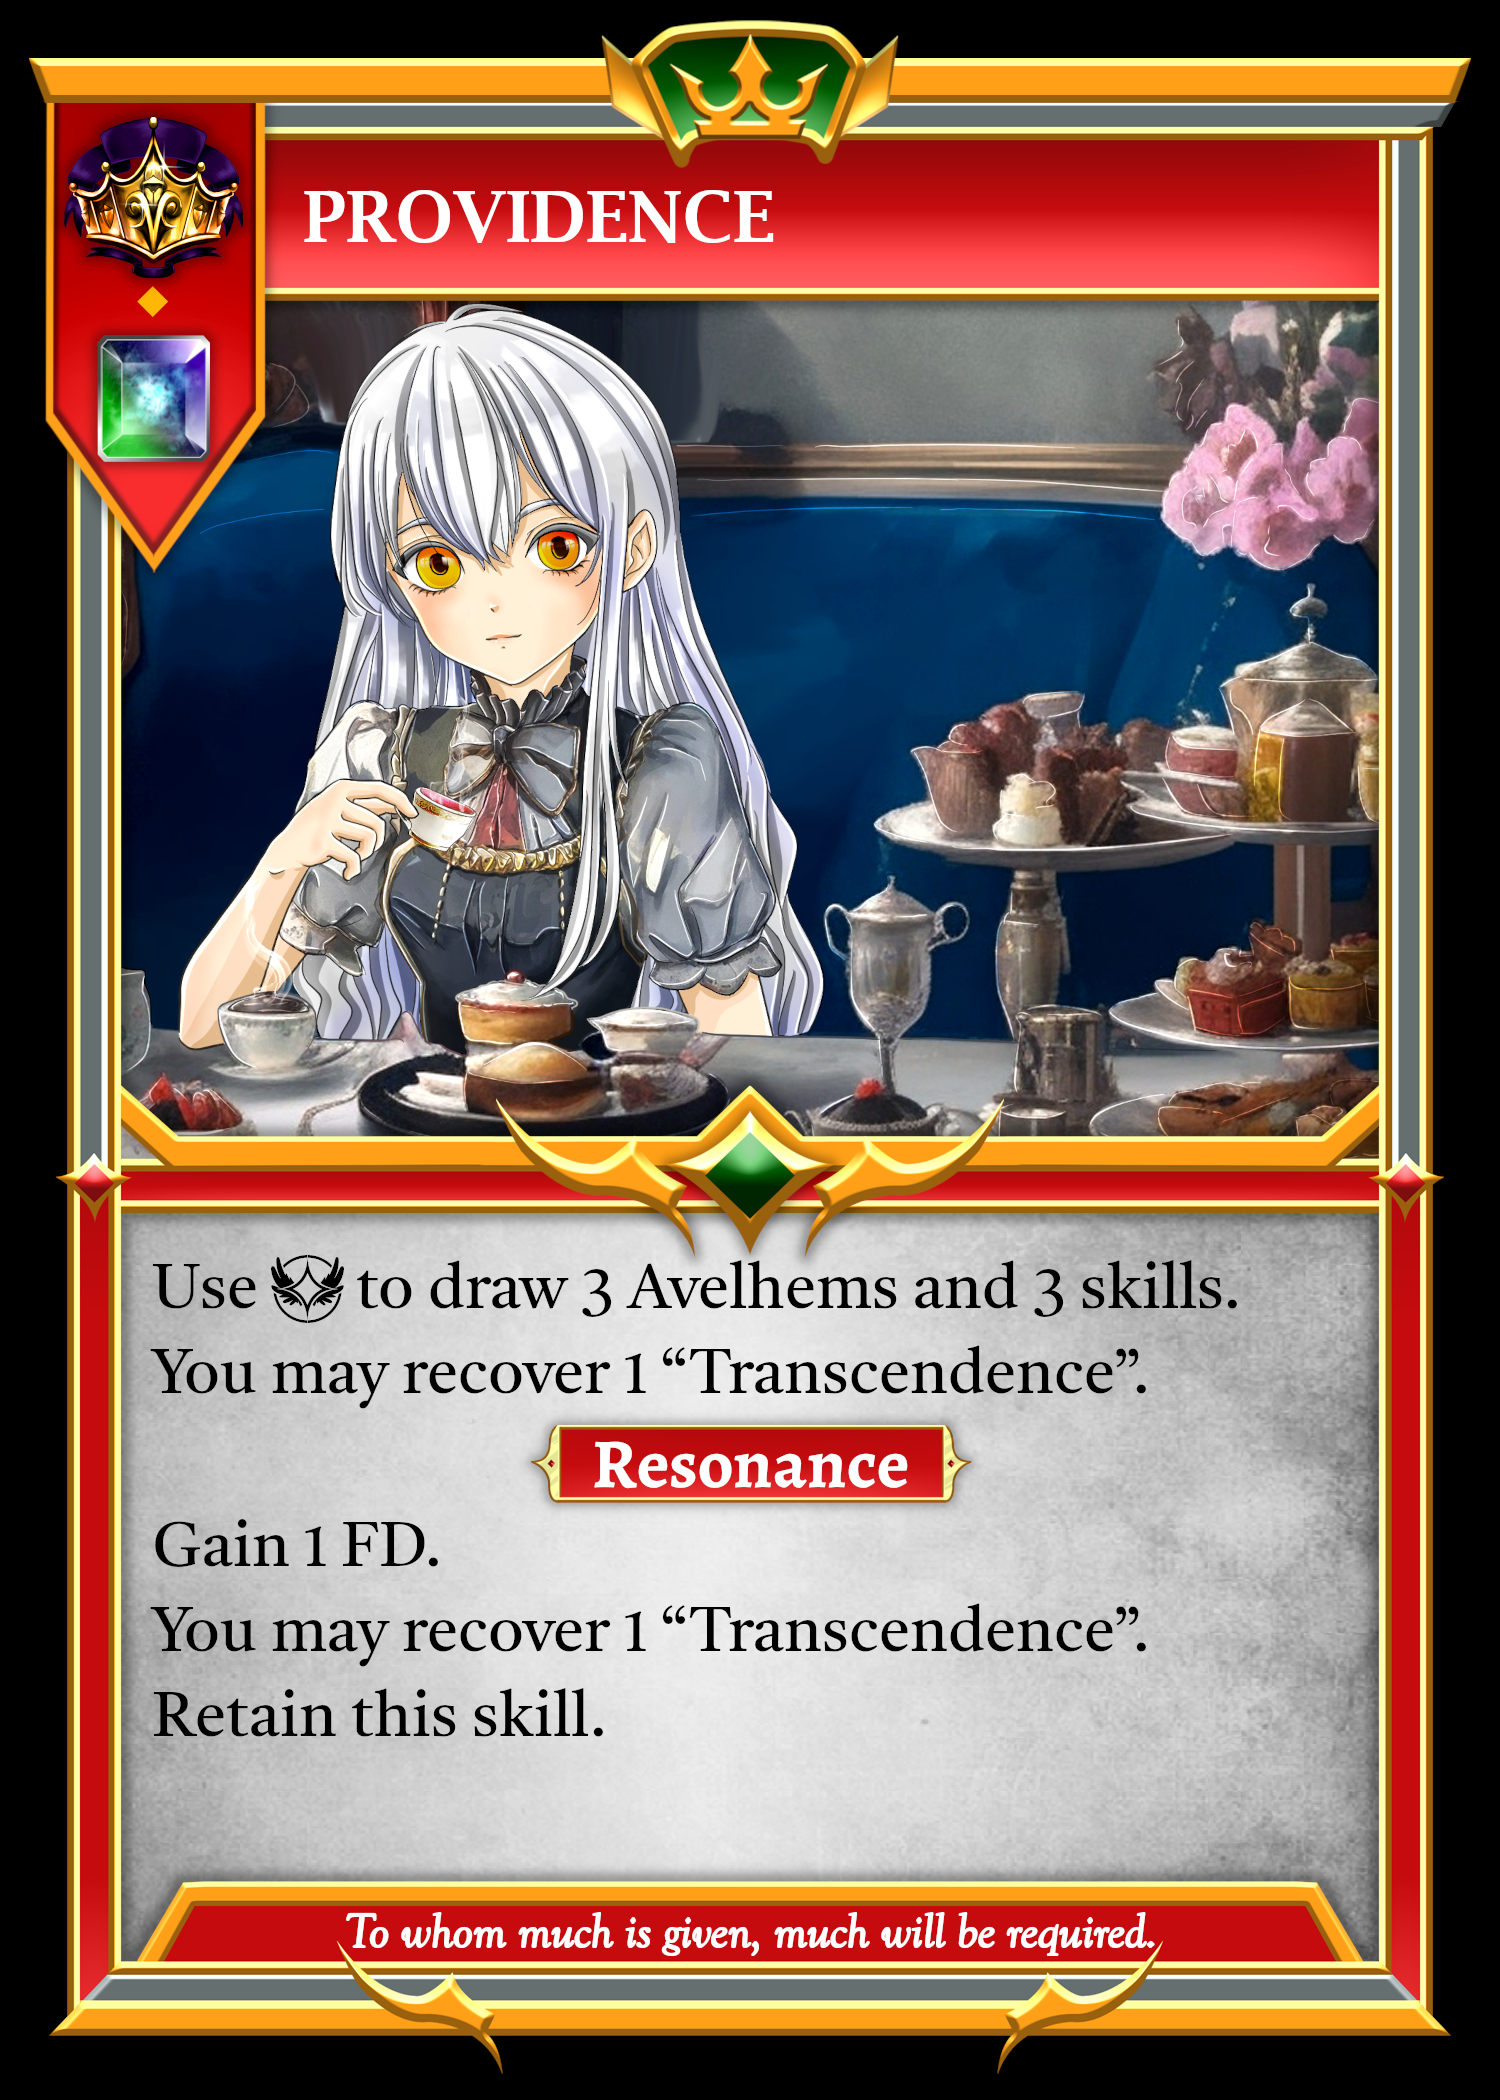 PROVIDENCE
Use to draw 3 Avelhems and 3 skills.
You may recover 1 “Transcendence”.
Resonance
Gain 1 FD.
You may recover 1 “Transcendence”.
Retain this skill.
To whom much is given, much will be required.